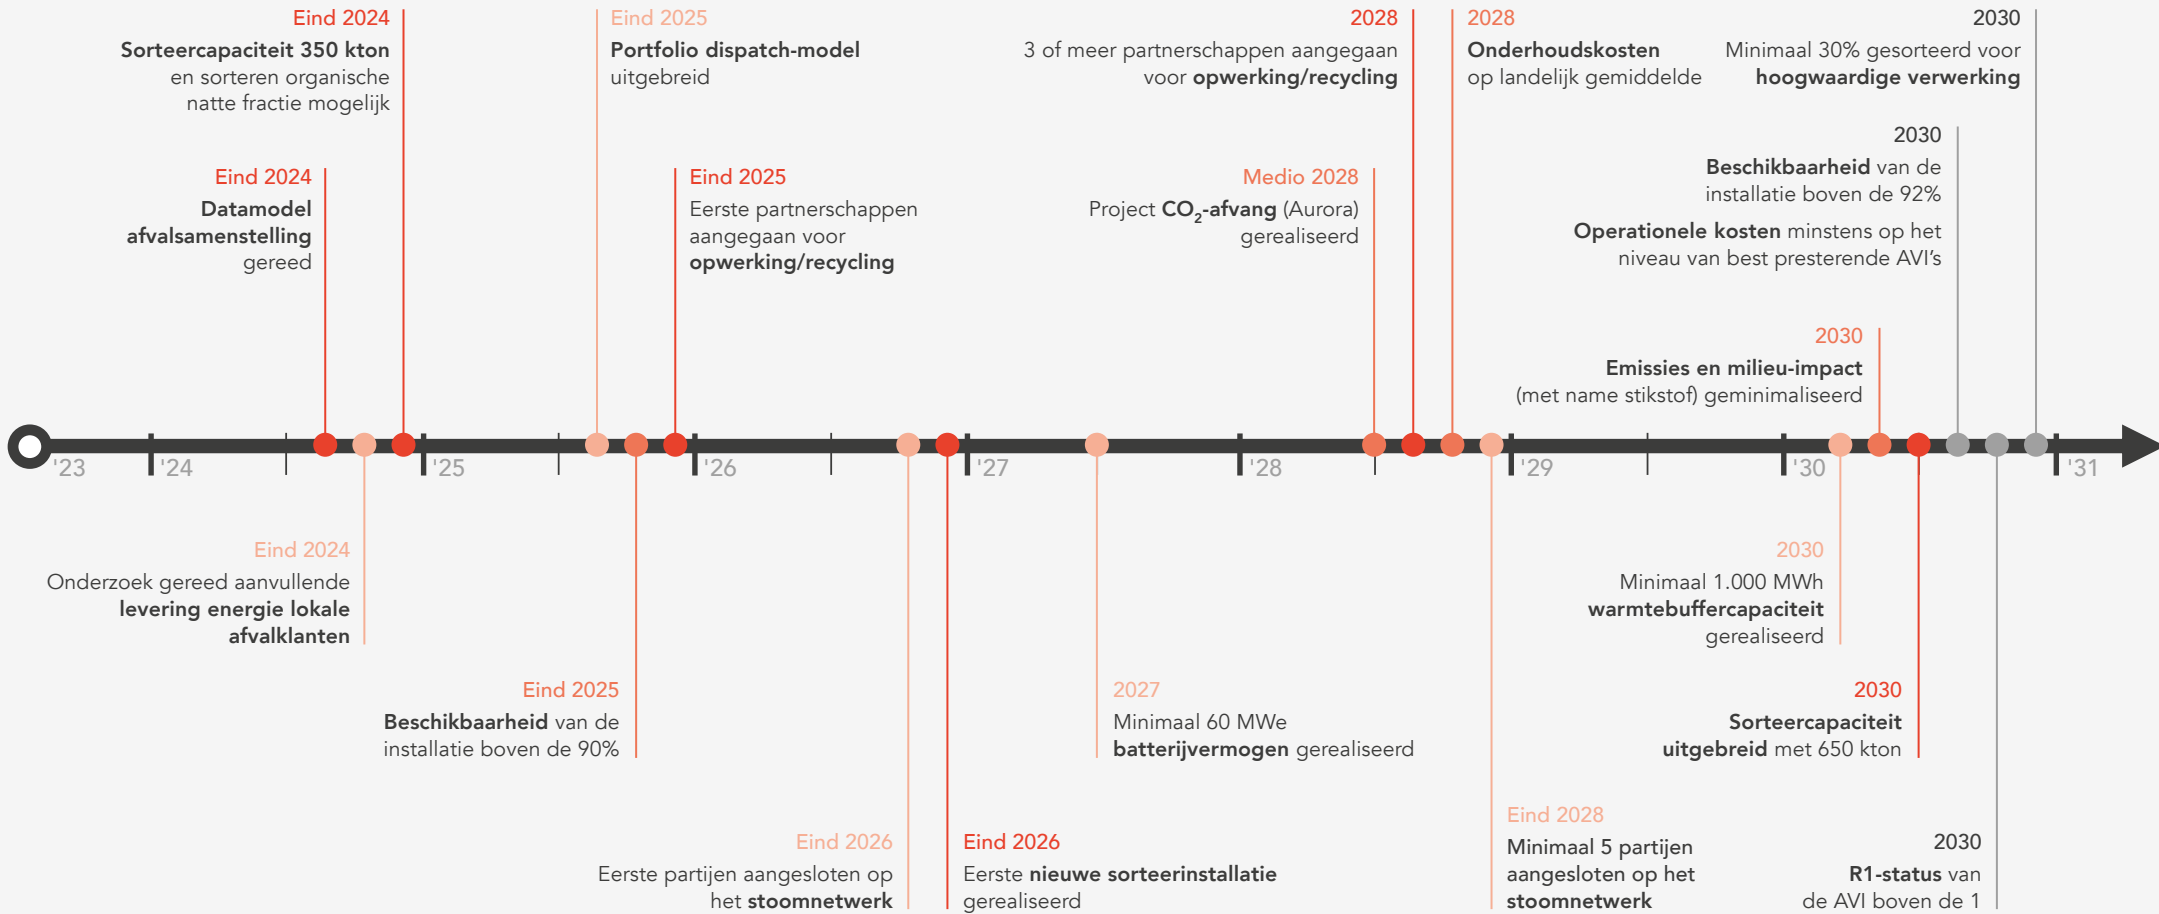 Eind 2024
Sorteercapaciteit 350 kton
en sorteren organische
natte fractie mogelijk
Eind 2025
Portfolio dispatch-model
uitgebreid
2028
3 of meer partnerschappen aangegaan
voor opwerking/recycling
2028
Onderhoudskosten
op landelijk gemiddelde
2030
Minimaal 30% gesorteerd voor
hoogwaardige verwerking
Eind 2024
Datamodel
afvalsamenstelling
gereed
Eind 2025
Eerste partnerschappen
aangegaan voor
opwerking/recycling
Medio 2028
Project CO2-afvang (Aurora)
gerealiseerd
2030
Beschikbaarheid van de
installatie boven de 92%
Operationele kosten minstens op het
niveau van best presterende AVI’s
2030
Emissies en milieu-impact
(met name stikstof) geminimaliseerd
'23
'24
'25
'26
'27
'28
'29
'30
'31
Eind 2024
Onderzoek gereed aanvullende
levering energie lokale
afvalklanten
Eind 2025
Beschikbaarheid van de
installatie boven de 90%
Eind 2026
Eerste partijen aangesloten op
het stoomnetwerk
Eind 2026
Eerste nieuwe sorteerinstallatie
gerealiseerd
2027
Minimaal 60 MWe
batterijvermogen gerealiseerd
Eind 2028
Minimaal 5 partijen
aangesloten op het
stoomnetwerk
2030
Minimaal 1.000 MWh
warmtebuffercapaciteit
gerealiseerd
2030
Sorteercapaciteit
uitgebreid met 650 kton
2030
R1-status van
de AVI boven de 1